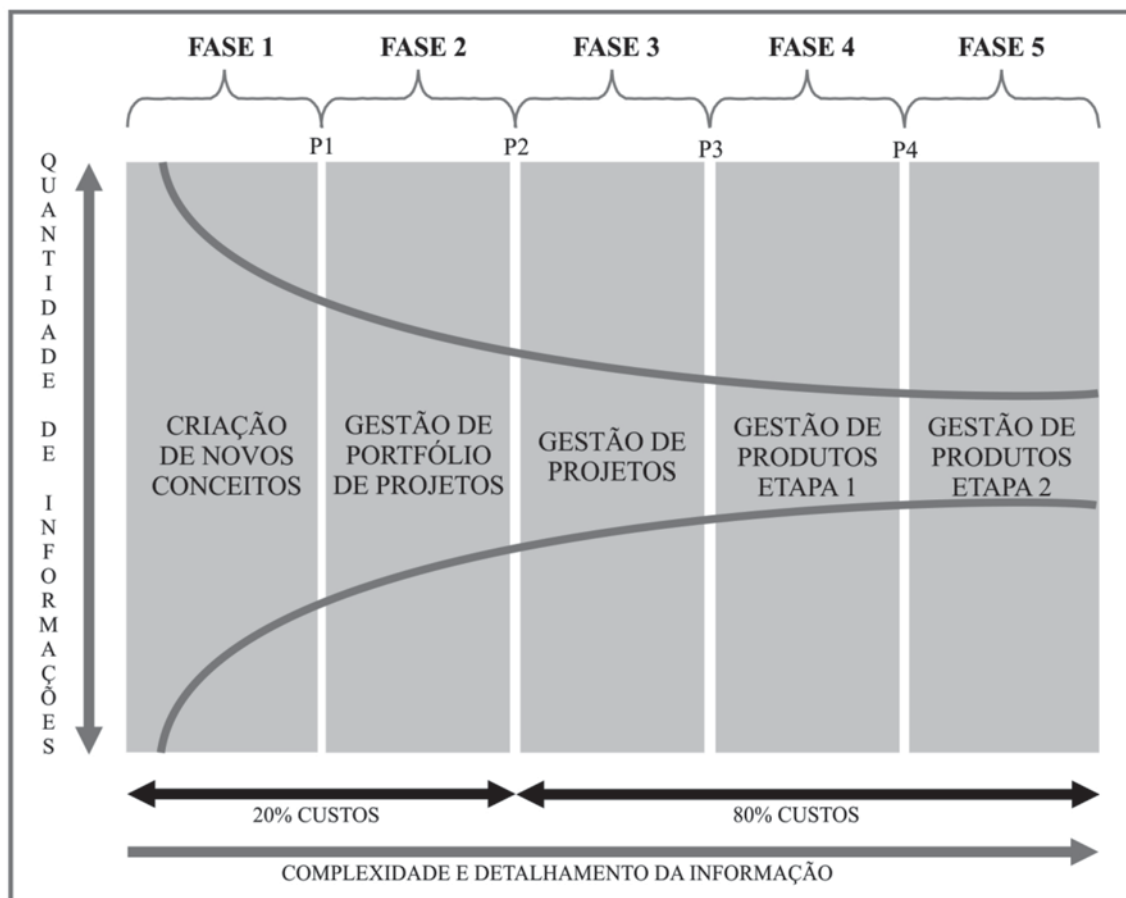 FASE 1
FASE 2
FASE 3
FASE 4
FASE 5
P1
P2
P3
P4
QUANTIDADE DE INFORMAÇÕES
CRIAÇÃO
DE NOVOS
CONCEITOS
GESTÃO DE
PORTFÓLIO
DE PROJETOS
GESTÃO DE
PROJETOS
GESTÃO DE
PRODUTOS
ETAPA 1
GESTÃO DE
PRODUTOS
ETAPA 2
20% CUSTOS
80% CUSTOS
COMPLEXIDADE E DETALHAMENTO DA INFORMAÇÃO